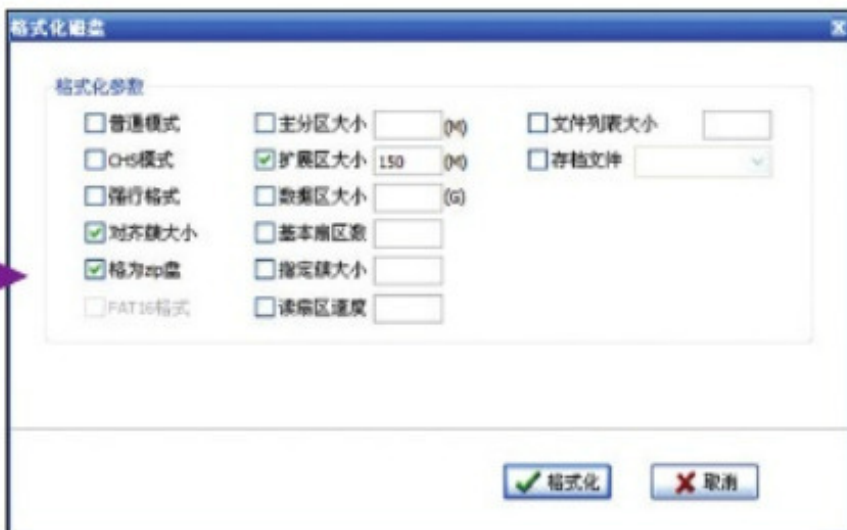 格式化磁盘
格式化参数
普通模式 主分区大小 (M) 文件列表大小
CHS模式 扩展区大小 150 (M) 存档文件
强行格式 数据区大小 (G)
对齐簇大小 基本扇区数
格为zip盘 指定簇大小
FAT16格式 读扇区速度
格式化 取消